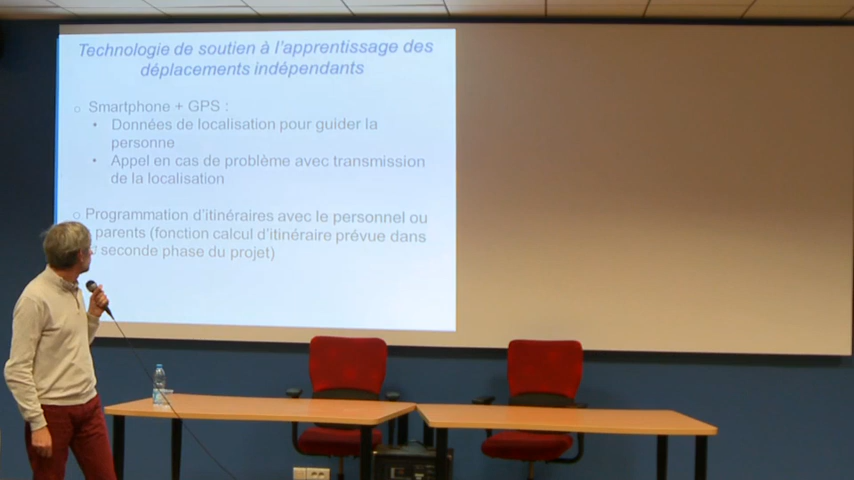 Technologie de soutien à l'apprentissage des
déplacements indépendants
Smartphone + GPS :
Données de localisation pour guider la
personne
Appel en cas de problème avec transmission
de la localisation
Programmation d'itinéraires avec le personnel ou
parents (fonction calcul d'itinéraire prévue dans
seconde phase du projet)